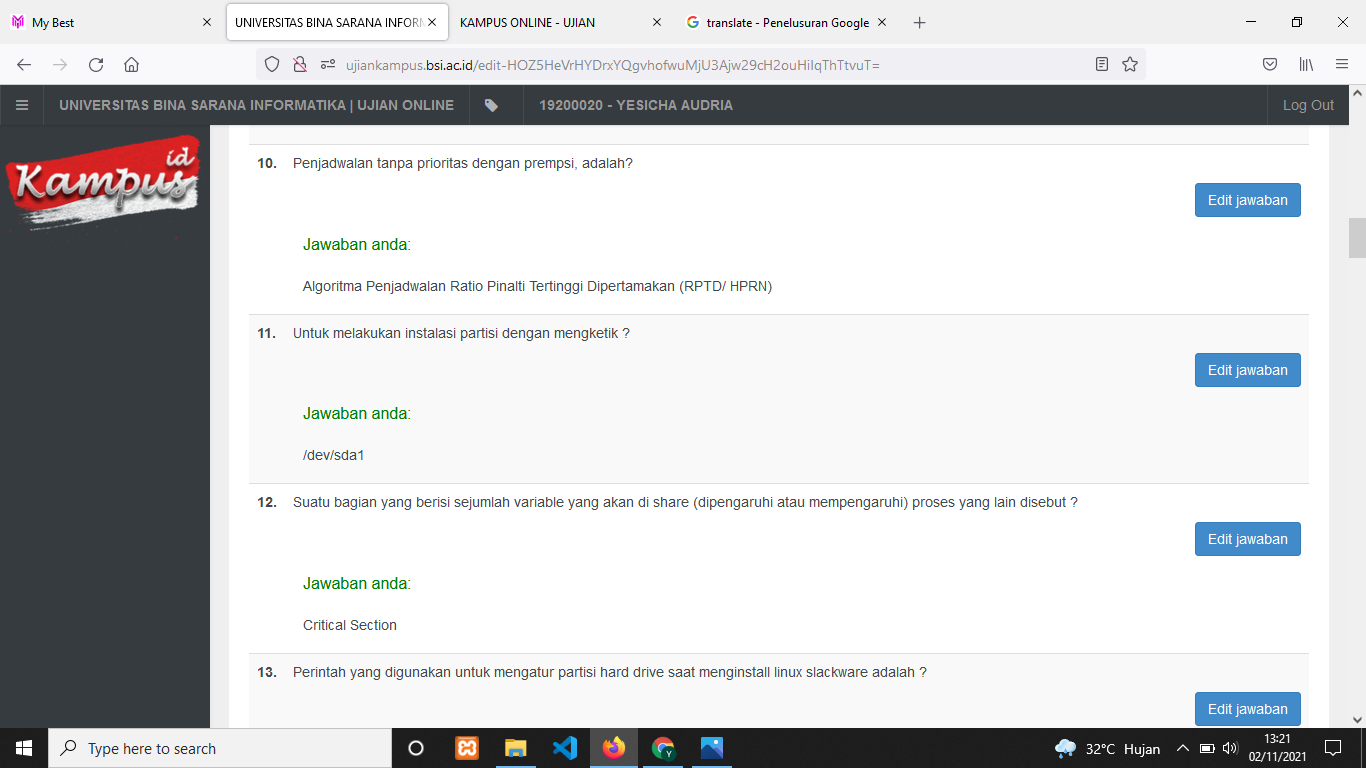 My Best
UNIVERSITAS BINA SARANA INFORM
KAMPUS ONLINE - UJIAN
translate - Penelusuran Google
ujiankampus.bsi.ac.id/edit-HOZ5HeVrHYDrxYQgvhofwuMjU3Ajw29cH2ouHiIqThTtvuT=
UNIVERSITAS BINA SARANA INFORMATIKA | UJIAN ONLINE
19200020 - YESICHA AUDRIA
Log Out
Kampus id
10. Penjadwalan tanpa prioritas dengan prempsi, adalah?
Edit jawaban
Jawaban anda:
Algoritma Penjadwalan Ratio Pinalti Tertinggi Dipertamakan (RPTD/ HPRN)
11. Untuk melakukan instalasi partisi dengan mengketik ?
Edit jawaban
Jawaban anda:
/dev/sda1
12. Suatu bagian yang berisi sejumlah variable yang akan di share (dipengaruhi atau mempengaruhi) proses yang lain disebut ?
Edit jawaban
Jawaban anda:
Critical Section
13. Perintah yang digunakan untuk mengatur partisi hard drive saat menginstall linux slackware adalah ?
Edit jawaban
Type here to search
Y
32°C Hujan
13:21
02/11/2021